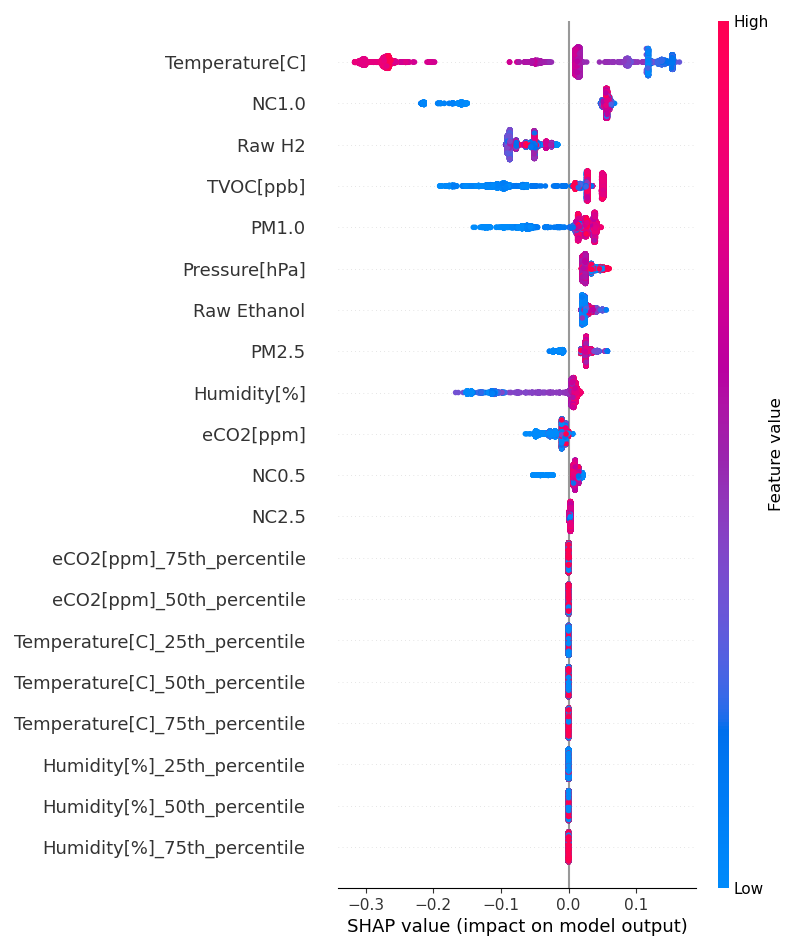 High
Temperature[C]
NC1.0
Raw H2
TVOC[ppb]
PM1.0
Pressure[hPa]
Raw Ethanol
PM2.5
Humidity[%]
eCO2[ppm]
NC0.5
NC2.5
eCO2[ppm]_75th_percentile
eCO2[ppm]_50th_percentile
Temperature[C]_25th_percentile
Temperature[C]_50th_percentile
Temperature[C]_75th_percentile
Humidity[%]_25th_percentile
Humidity[%]_50th_percentile
Humidity[%]_75th_percentile
Feature value
Low
−0.3 −0.2 −0.1 0.0 0.1
SHAP value (impact on model output)